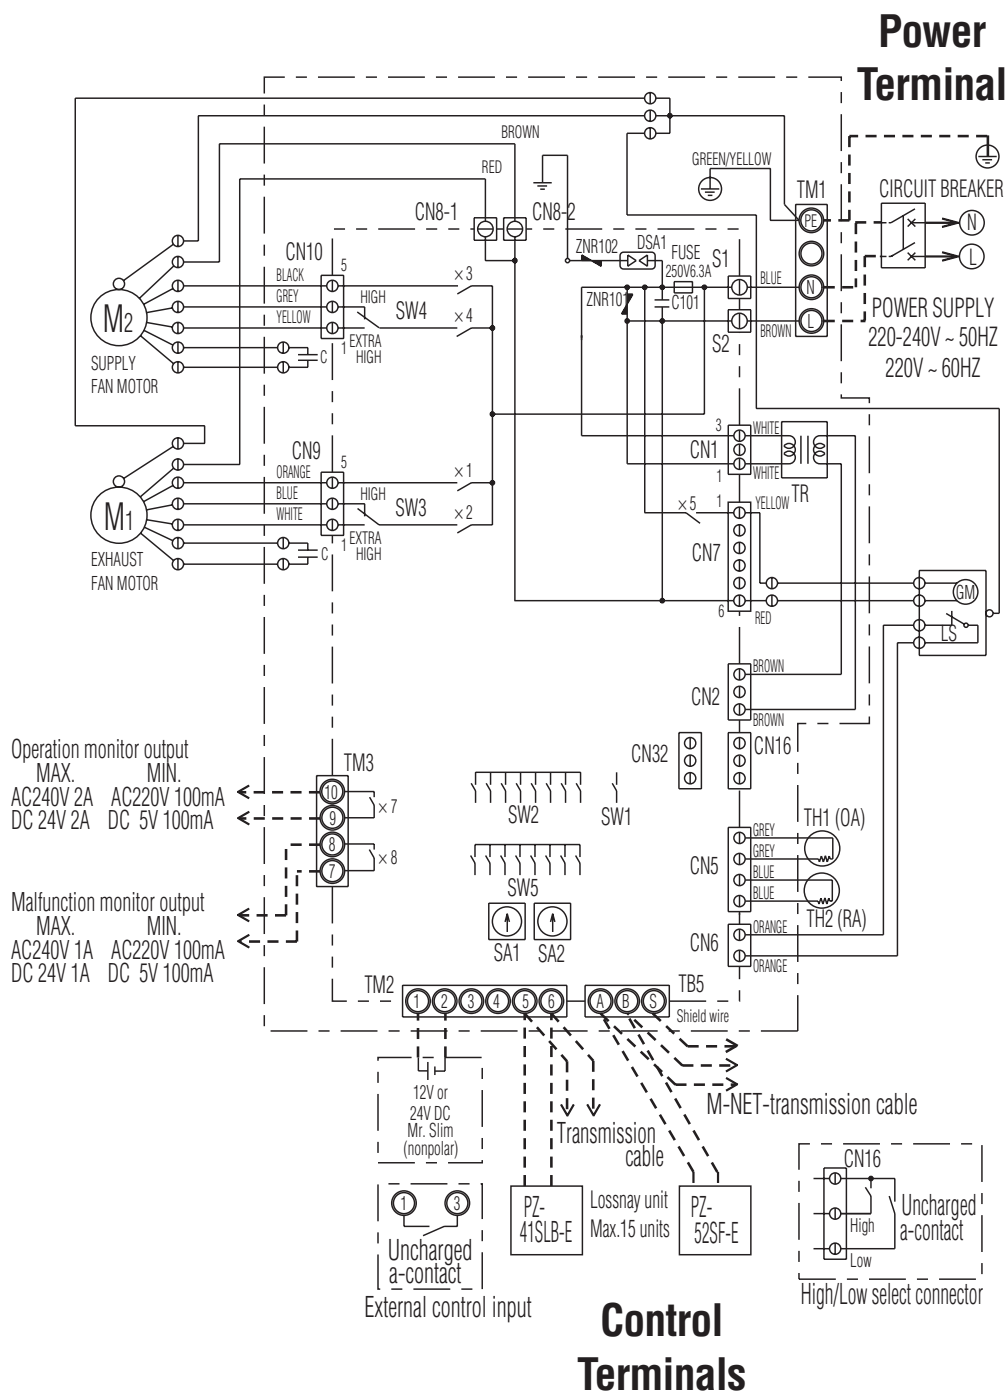 Power
Terminal
BROWN
RED
GREEN/YELLOW
TM1
CIRCUIT BREAKER
PE
N
L
N
L
CN8-1
CN8-2
CN10
5
ZNR102
DSA1
FUSE
250V6.3A
S1
BLUE
BLACK
GREY
YELLOW
HIGH
SW4
EXTRA
HIGH
1
×3
×4
ZNR101
C101
S2
BROWN
POWER SUPPLY
220-240V ~ 50HZ
220V ~ 60HZ
M2
SUPPLY
FAN MOTOR
C
CN9
5
ORANGE
BLUE
WHITE
HIGH
SW3
EXTRA
HIGH
1
×1
×2
3
CN1
1
WHITE
WHITE
TR
M1
EXHAUST
FAN MOTOR
C
×5
1
YELLOW
CN7
6
RED
GM
LS
BROWN
CN2
BROWN
CN32
CN16
Operation monitor output
MAX. MIN.
AC240V 2A AC220V 100mA
DC 24V 2A DC 5V 100mA
TM3
10
9
8
7
×7
×8
SW2
SW1
SW5
SA1
SA2
GREY
GREY
CN5
BLUE
BLUE
TH1 (OA)
TH2 (RA)
CN6
ORANGE
ORANGE
Malfunction monitor output
MAX. MIN.
AC240V 1A AC220V 100mA
DC 24V 1A DC 5V 100mA
TM2
1 2 3 4 5 6
A B S
TB5
Shield wire
12V or
24V DC
Mr. Slim
(nonpolar)
Transmission
cable
M-NET-transmission cable
1 3
Uncharged
a-contact
External control input
PZ-
41SLB-E
Lossnay unit
Max.15 units
PZ-
52SF-E
CN16
High
Low
Uncharged
a-contact
High/Low select connector
Control
Terminals